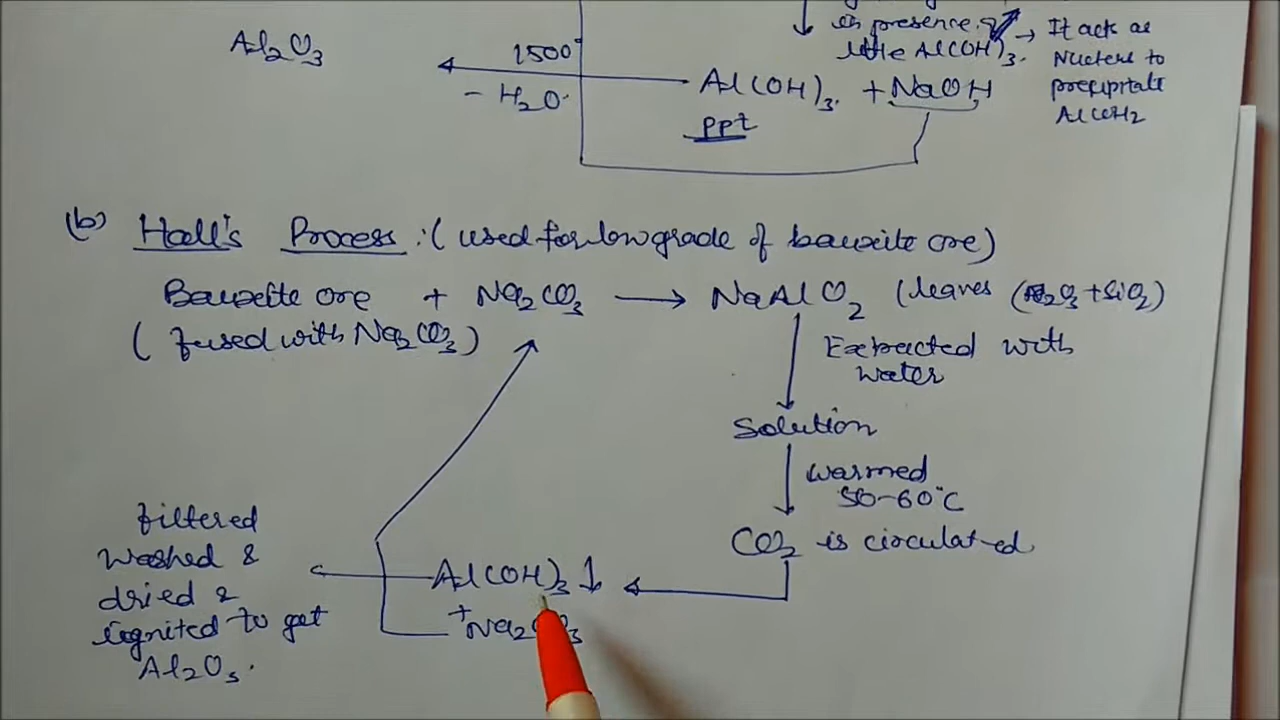 in presence of → It acts as
little Al(OH)3. Nucleus to
Al2O3 1500° precipitate
- H2O. Al(OH)3. + NaOH Al(OH)2
ppt
(b) Hall's Process : (used for low grade of bauxite ore)
Bauxite ore + Na2CO3 → NaAlO2 (leaves (Fe2O3+SiO2)
(fused with Na2CO3) Extracted with
water
Solution
warmed
50-60°C
filtered CO2 is circulated
washed & Al(OH)3 ↓
dried & + Na2CO3
ignited to get
Al2O3.